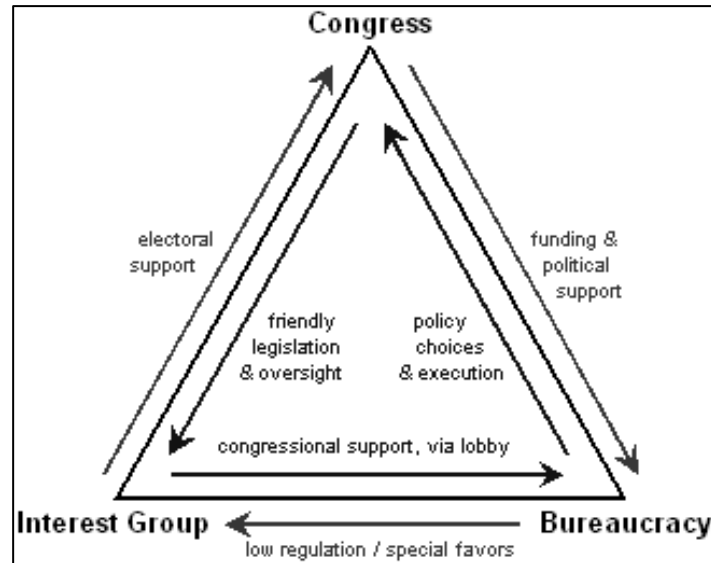 Congress
electoral
support
funding &
political
support
friendly
legislation
& oversight
policy
choices
& execution
congressional support, via lobby
Interest Group
Bureaucracy
low regulation / special favors